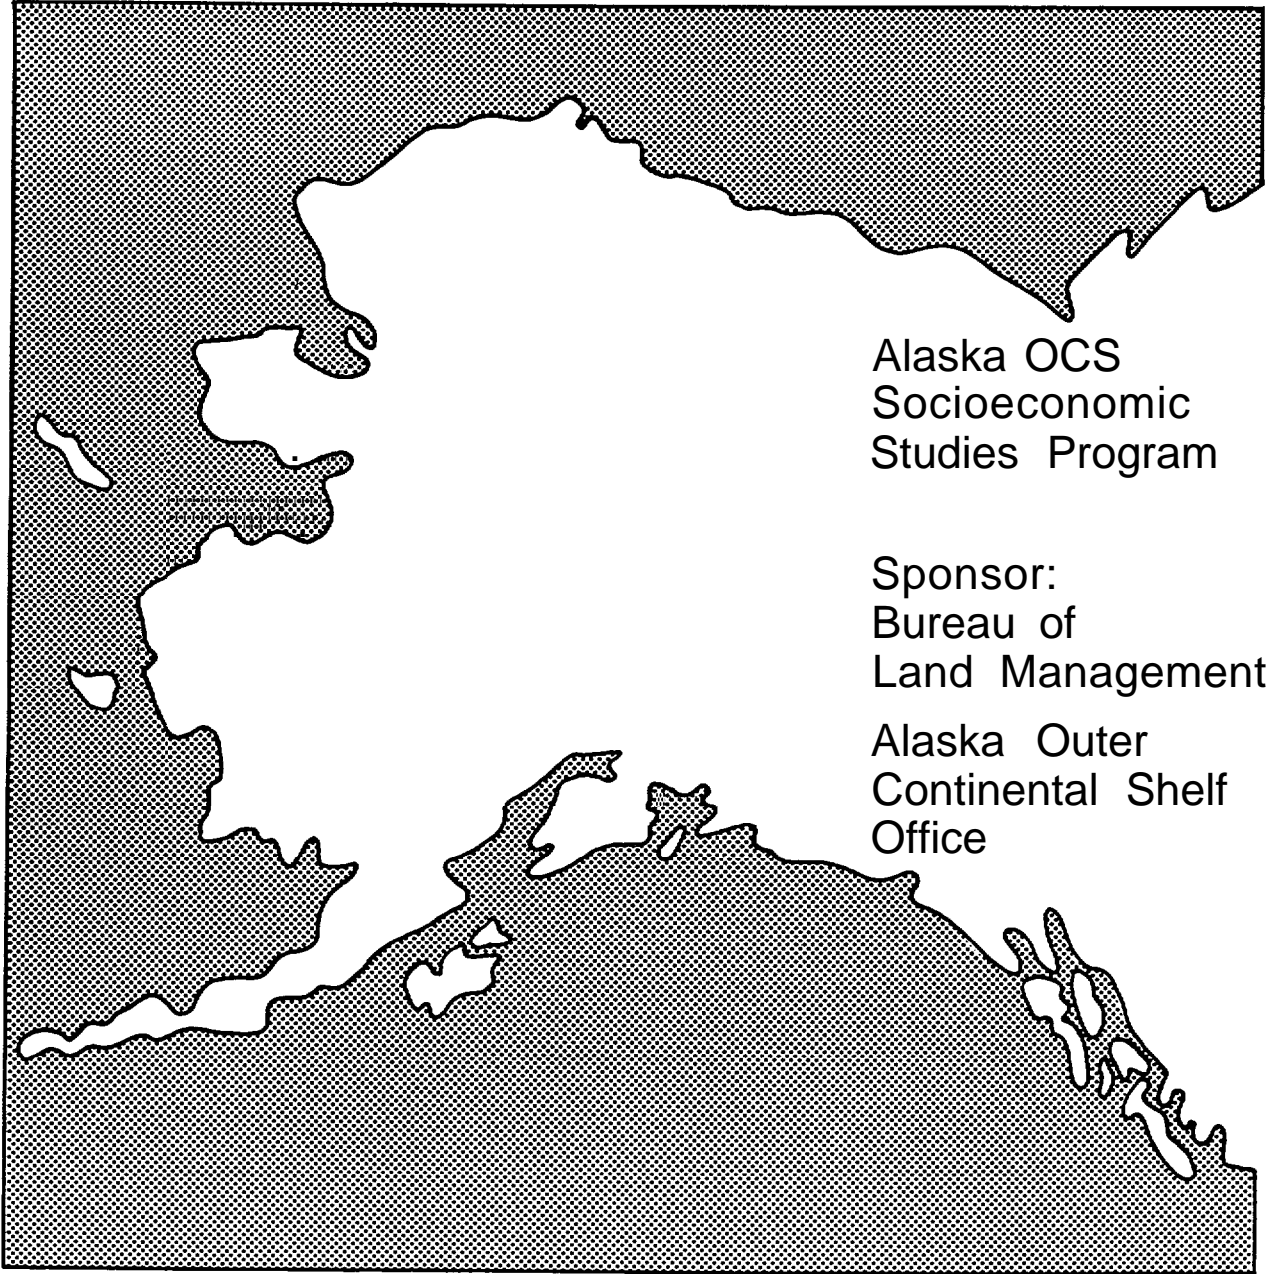 Alaska OCS
Socioeconomic
Studies Program
Sponsor:
Bureau of
Land Management
Alaska Outer
Continental Shelf
Office